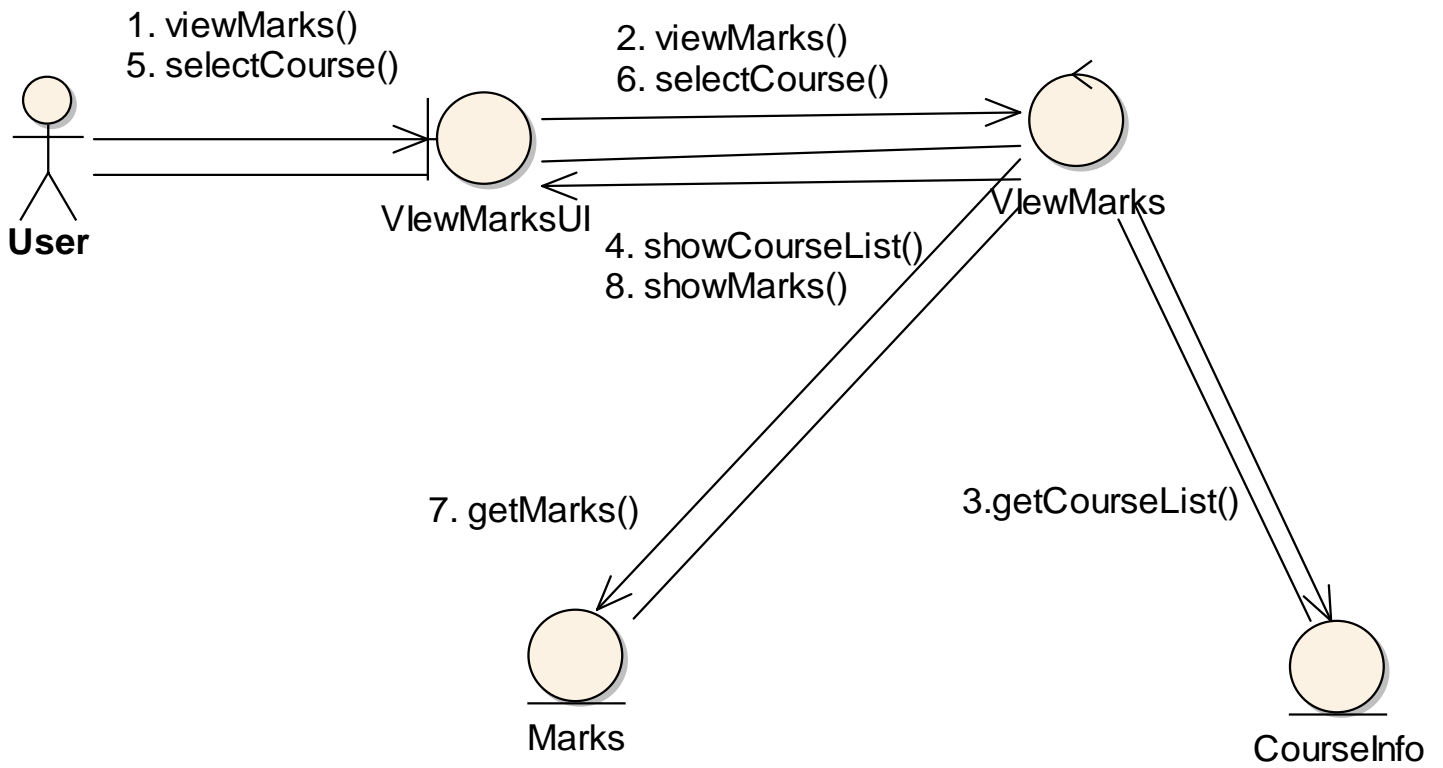 1. viewMarks()
5. selectCourse()
2. viewMarks()
6. selectCourse()
User
VIewMarksUI
VIewMarks
4. showCourseList()
8. showMarks()
7. getMarks()
3.getCourseList()
Marks
CourseInfo